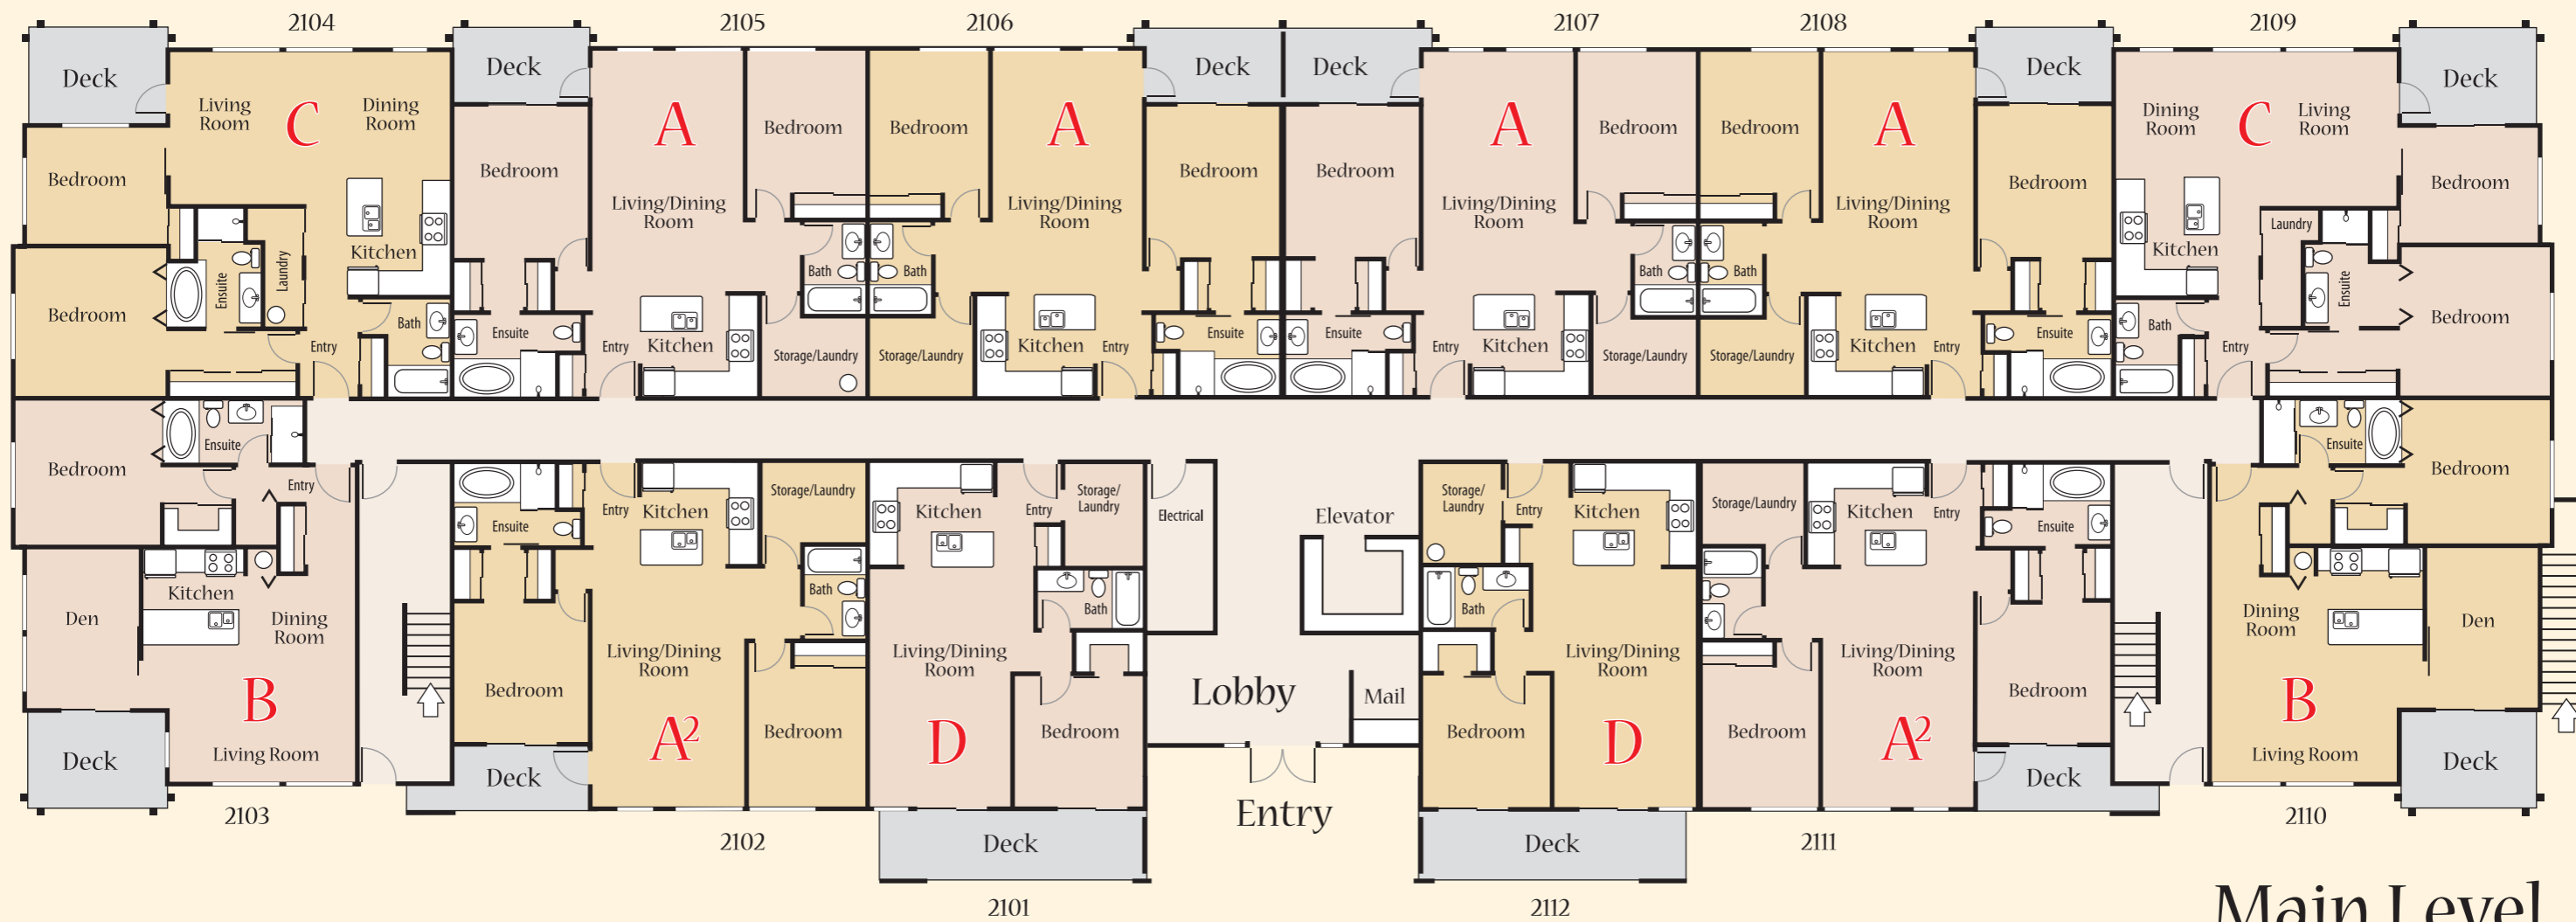 2104
2105
2106
2107
2108
2109
Deck
Living
Room
C
Dining
Room
Bedroom
Bedroom
Kitchen
Laundry
Ensuite
Bath
Entry
Deck
Bedroom
A
Bedroom
Living/Dining
Room
Bath
Ensuite
Entry
Kitchen
Storage/Laundry
Bedroom
A
Deck
Living/Dining
Room
Bedroom
Bath
Storage/Laundry
Kitchen
Entry
Ensuite
Deck
Bedroom
A
Bedroom
Living/Dining
Room
Bath
Ensuite
Entry
Kitchen
Storage/Laundry
Bedroom
A
Deck
Living/Dining
Room
Bedroom
Bath
Storage/Laundry
Kitchen
Entry
Ensuite
Dining
Room
C
Living
Room
Deck
Bedroom
Laundry
Kitchen
Ensuite
Bedroom
Bath
Entry
Bedroom
Ensuite
Entry
Den
Kitchen
Dining
Room
B
Living Room
Deck
2103
Ensuite
Entry
Kitchen
Storage/Laundry
Bath
Living/Dining
Room
Bedroom
A²
Bedroom
Deck
2102
Kitchen
Entry
Storage/
Laundry
Bath
Living/Dining
Room
D
Bedroom
Deck
2101
Electrical
Elevator
Lobby
Mail
Entry
Storage/
Laundry
Entry
Kitchen
Bath
Living/Dining
Room
Bedroom
D
Deck
2112
Storage/Laundry
Kitchen
Entry
Ensuite
Living/Dining
Room
Bedroom
A²
Bedroom
Deck
2111
Ensuite
Bedroom
Dining
Room
Den
B
Living Room
Deck
2110
Main Level